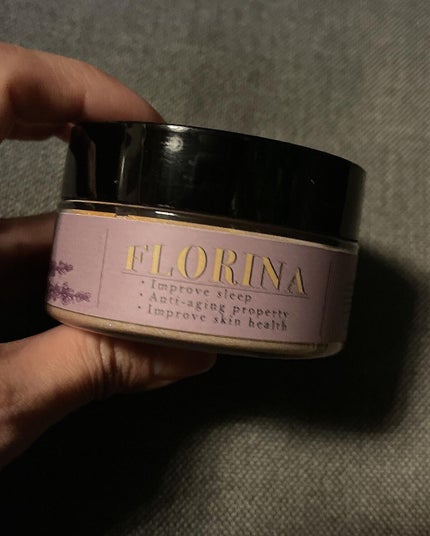 FLORINA
• Improve sleep
• Anti-aging property
• Improve skin health